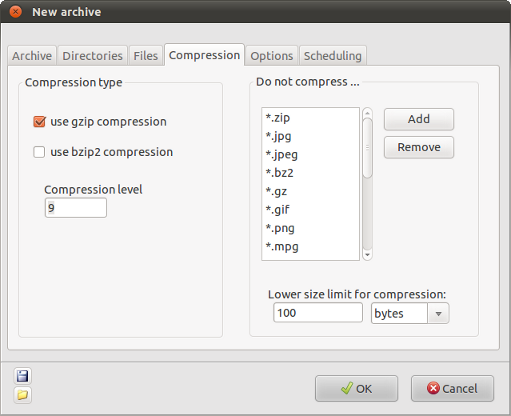 New archive
Archive Directories Files Compression Options Scheduling
Compression type
use gzip compression
use bzip2 compression
Compression level
9
Do not compress ...
*.zip
*.jpg
*.jpeg
*.bz2
*.gz
*.gif
*.png
*.mpg
Add
Remove
Lower size limit for compression:
100 bytes
OK Cancel